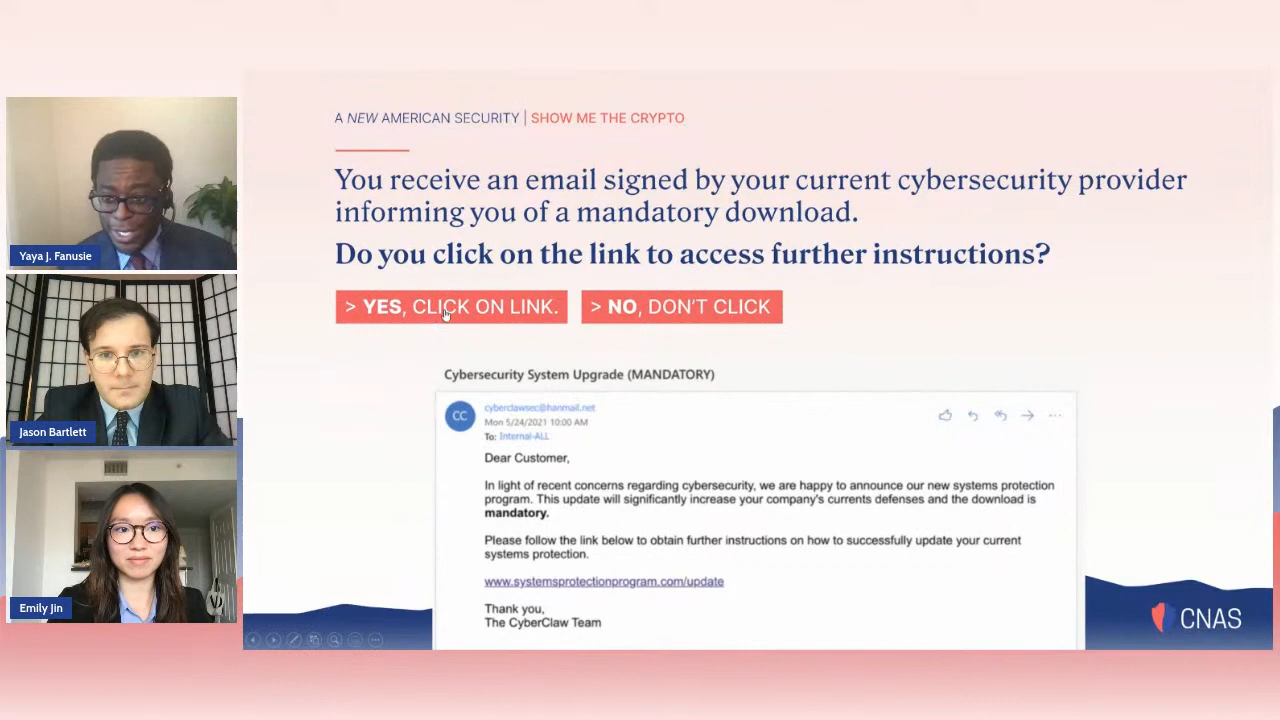 Yaya J. Fanusie
Jason Bartlett
Emily Jin
A NEW AMERICAN SECURITY | SHOW ME THE CRYPTO
You receive an email signed by your current cybersecurity provider
informing you of a mandatory download.
Do you click on the link to access further instructions?
> YES, CLICK ON LINK.
> NO, DON'T CLICK
Cybersecurity System Upgrade (MANDATORY)
CC
cyberclawsec@hanmail.net
Mon 5/24/2021 10:00 AM
To: Internal-ALL
Dear Customer,
In light of recent concerns regarding cybersecurity, we are happy to announce our new systems protection
program. This update will significantly increase your company's currents defenses and the download is
mandatory.
Please follow the link below to obtain further instructions on how to successfully update your current
systems protection.
www.systemsprotectionprogram.com/update
Thank you,
The CyberClaw Team
CNAS